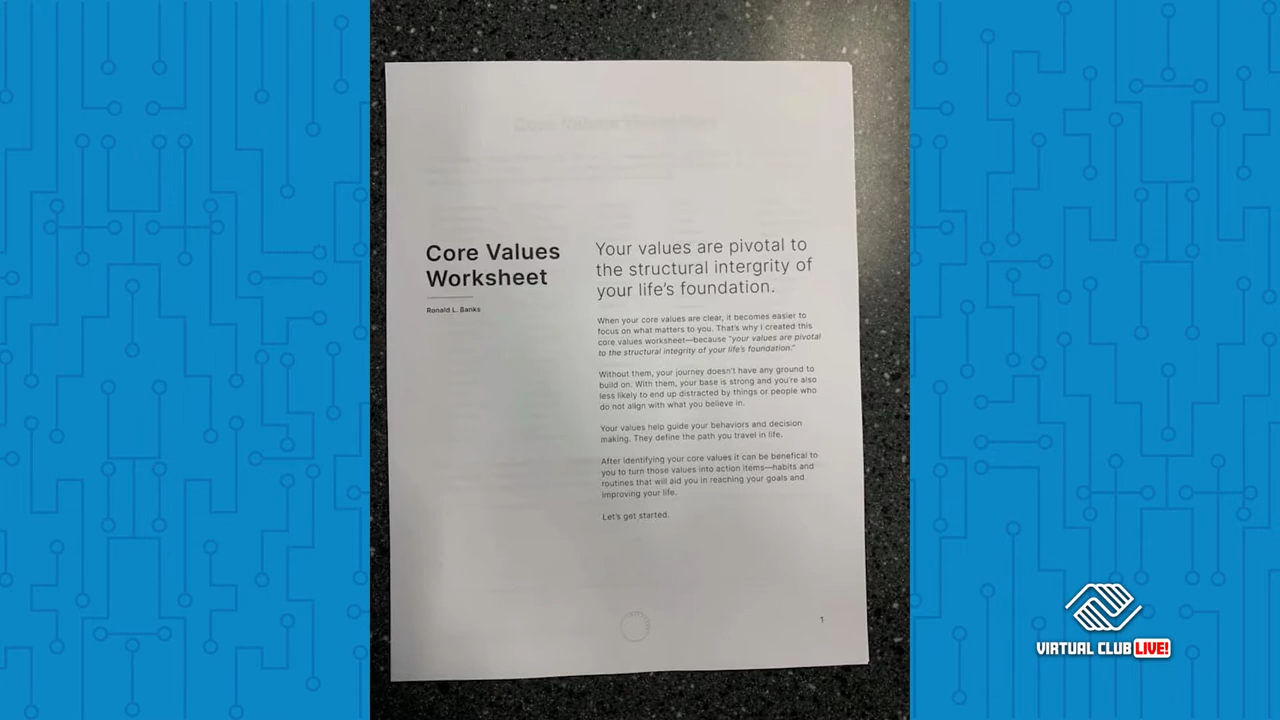 Core Values
Worksheet
Ronald L. Banks
Your values are pivotal to
the structural intergrity of
your life's foundation.
When your core values are clear, it becomes easier to
focus on what matters to you. That's why I created this
core values worksheet—because "your values are pivotal
to the structural integrity of your life's foundation."
Without them, your journey doesn't have any ground to
build on. With them, your base is strong and you're also
less likely to end up distracted by things or people who
do not align with what you believe in.
Your values help guide your behaviors and decision
making. They define the path you travel in life.
After identifying your core values it can be benefical to
you to turn those values into action items—habits and
routines that will aid you in reaching your goals and
improving your life.
Let's get started.
1
VIRTUAL CLUB LIVE!